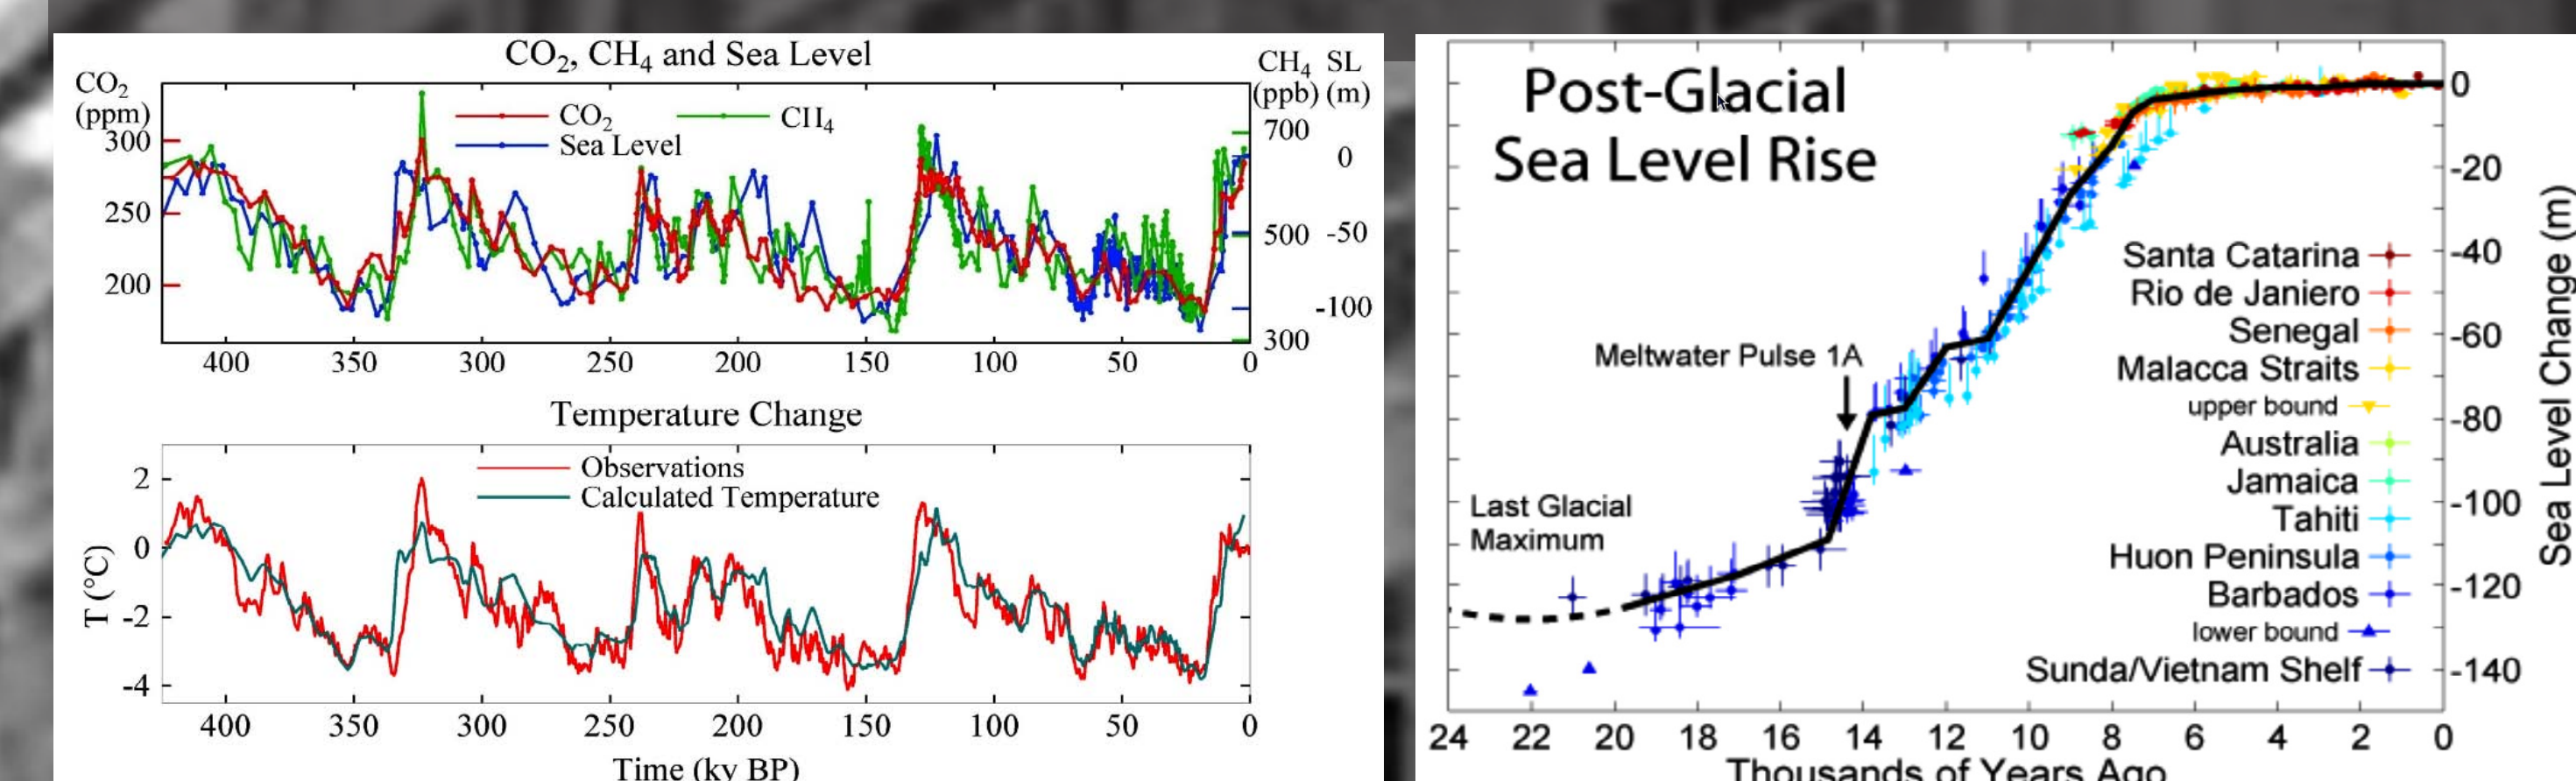 CO₂, CH₄ and Sea Level
CO₂
(ppm)
CH₄ SL
(ppb) (m)
CO₂
CH₄
Sea Level
300
250
200
700
500
300
0
-50
-100
400 350 300 250 200 150 100 50 0
Temperature Change
Observations
Calculated Temperature
T (°C)
2
0
-2
-4
400 350 300 250 200 150 100 50 0
Time (ky BP)
Post-Glacial
Sea Level Rise
Meltwater Pulse 1A
Last Glacial
Maximum
Santa Catarina
Rio de Janiero
Senegal
Malacca Straits
upper bound
Australia
Jamaica
Tahiti
Huon Peninsula
Barbados
lower bound
Sunda/Vietnam Shelf
0
-20
-40
-60
-80
-100
-120
-140
Sea Level Change (m)
24 22 20 18 16 14 12 10 8 6 4 2 0
Thousands of Years Ago